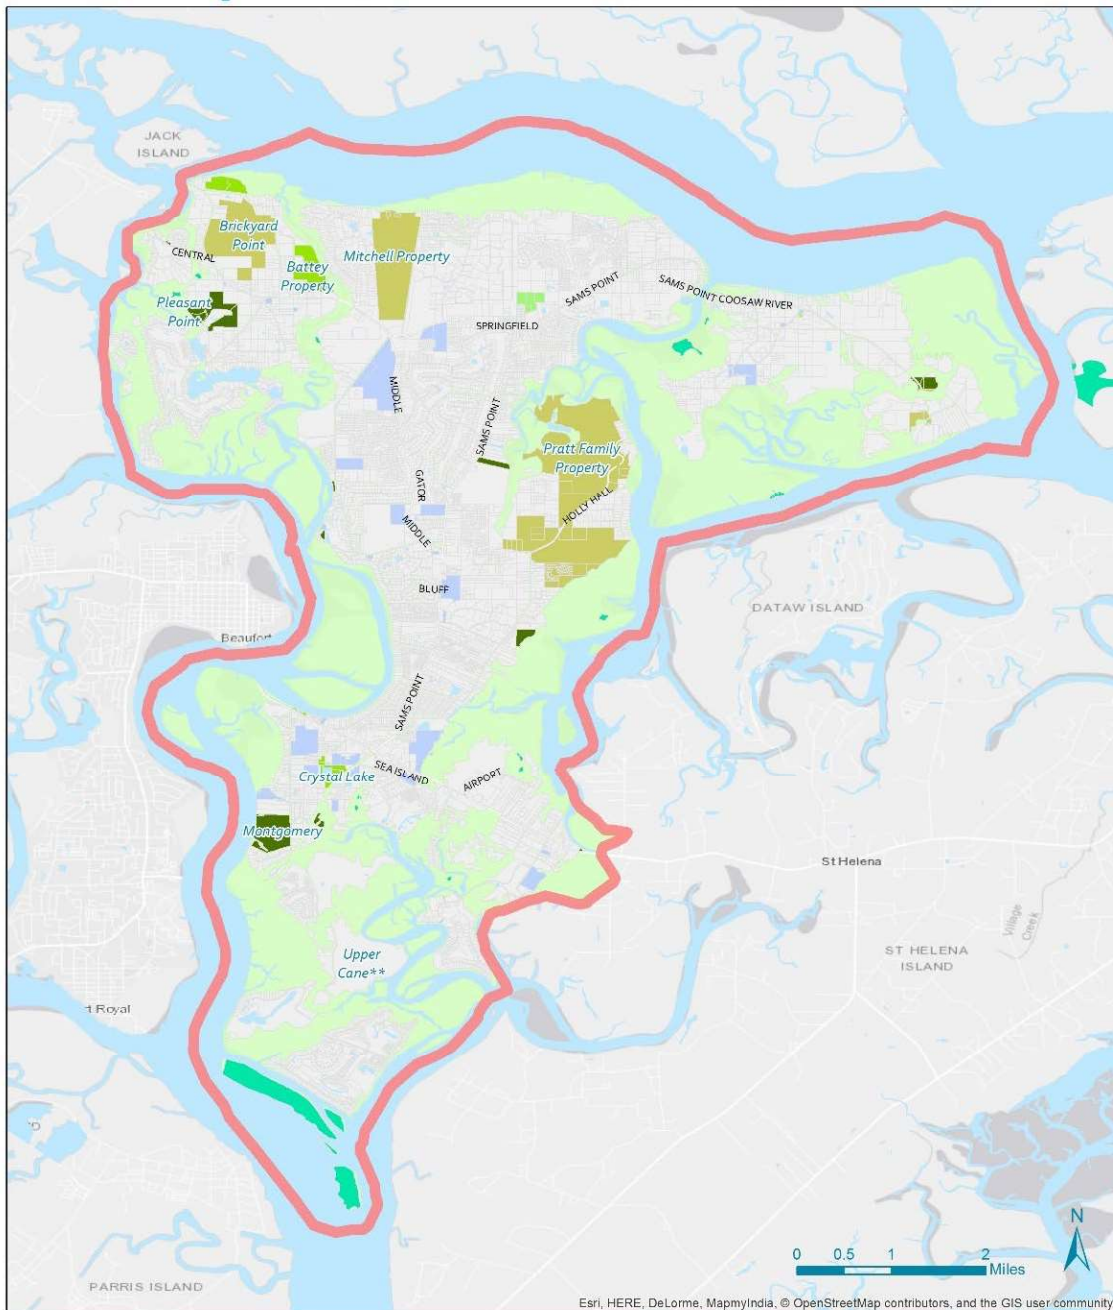 JACK
ISLAND
Brickyard
Point
CENTRAL
Battey
Property
Mitchell Property
SAMS POINT
SAMS POINT COOSAW RIVER
Pleasant
Point
SPRINGFIELD
MIDDLE
SAMS POINT
Pratt Family
Property
GATOR
HOLLY HALL
MIDDLE
BLUFF
DATAW ISLAND
Beaufort
SAMS POINT
SEA ISLAND
Crystal Lake
AIRPORT
Montgomery
St Helena
Village
Creek
Upper
Cane**
ST HELENA
ISLAND
rt Royal
N
0 0.5 1 2
Miles
PARRIS ISLAND
Esri, HERE, DeLorme, MapmyIndia, © OpenStreetMap contributors, and the GIS user community